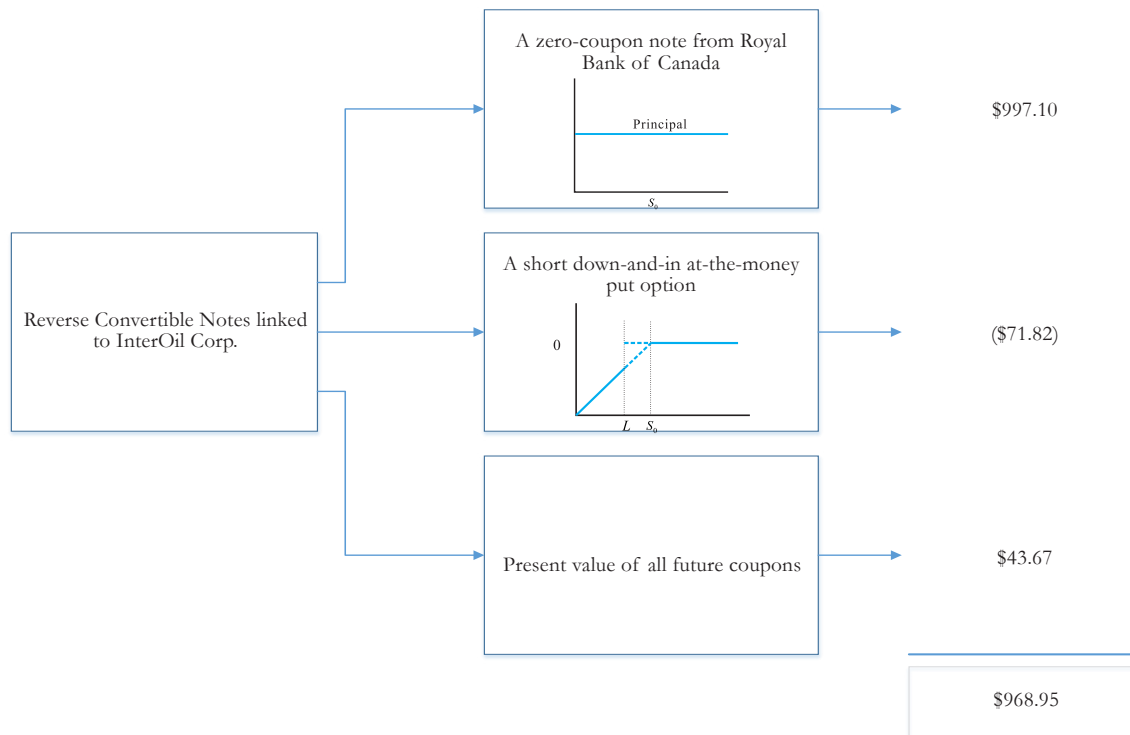 A zero-coupon note from Royal
Bank of Canada
Principal
S₀
$997.10
Reverse Convertible Notes linked
to InterOil Corp.
A short down-and-in at-the-money
put option
0
L S₀
($71.82)
Present value of all future coupons
$43.67
$968.95